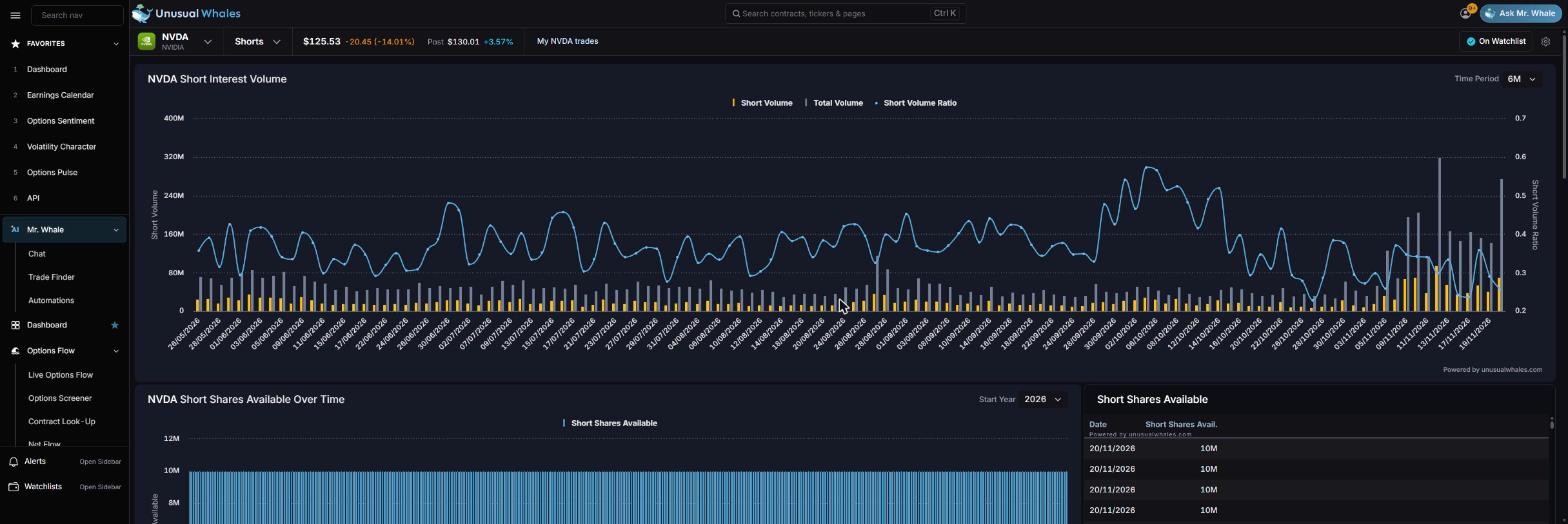 Search nav
Unusual Whales
Search contracts, tickers & pages
Ctrl K
9+
Ask Mr. Whale
FAVORITES
1 Dashboard
2 Earnings Calendar
3 Options Sentiment
4 Volatility Character
5 Options Pulse
6 API
AI Mr. Whale
Chat
Trade Finder
Automations
Dashboard
Options Flow
Live Options Flow
Options Screener
Contract Look-Up
Net Flow
Alerts Open Sidebar
Watchlists Open Sidebar
NVDA
NVIDIA
Shorts
$125.53 -20.45 (-14.01%) Post $130.01 +3.57%
My NVDA trades
On Watchlist
NVDA Short Interest Volume
Time Period 6M
Short Volume Total Volume Short Volume Ratio
400M 0.7
320M 0.6
240M 0.5
160M 0.4
80M 0.3
0 0.2
Short Volume
Short Volume Ratio
26/05/2026 28/05/2026 01/06/2026 03/06/2026 05/06/2026 09/06/2026 11/06/2026 15/06/2026 17/06/2026 22/06/2026 24/06/2026 26/06/2026 30/06/2026 02/07/2026 07/07/2026 09/07/2026 13/07/2026 15/07/2026 17/07/2026 21/07/2026 23/07/2026 27/07/2026 29/07/2026 31/07/2026 04/08/2026 06/08/2026 10/08/2026 12/08/2026 14/08/2026 18/08/2026 20/08/2026 24/08/2026 26/08/2026 28/08/2026 01/09/2026 03/09/2026 08/09/2026 10/09/2026 14/09/2026 16/09/2026 18/09/2026 22/09/2026 24/09/2026 28/09/2026 30/09/2026 02/10/2026 06/10/2026 08/10/2026 12/10/2026 14/10/2026 16/10/2026 20/10/2026 22/10/2026 26/10/2026 28/10/2026 30/10/2026 03/11/2026 05/11/2026 09/11/2026 11/11/2026 13/11/2026 17/11/2026 19/11/2026
Powered by unusualwhales.com
NVDA Short Shares Available Over Time
Start Year 2026
Short Shares Available
12M
10M
8M
Short Shares Available
Date Short Shares Avail.
Powered by unusualwhales.com
20/11/2026 10M
20/11/2026 10M
20/11/2026 10M
20/11/2026 10M